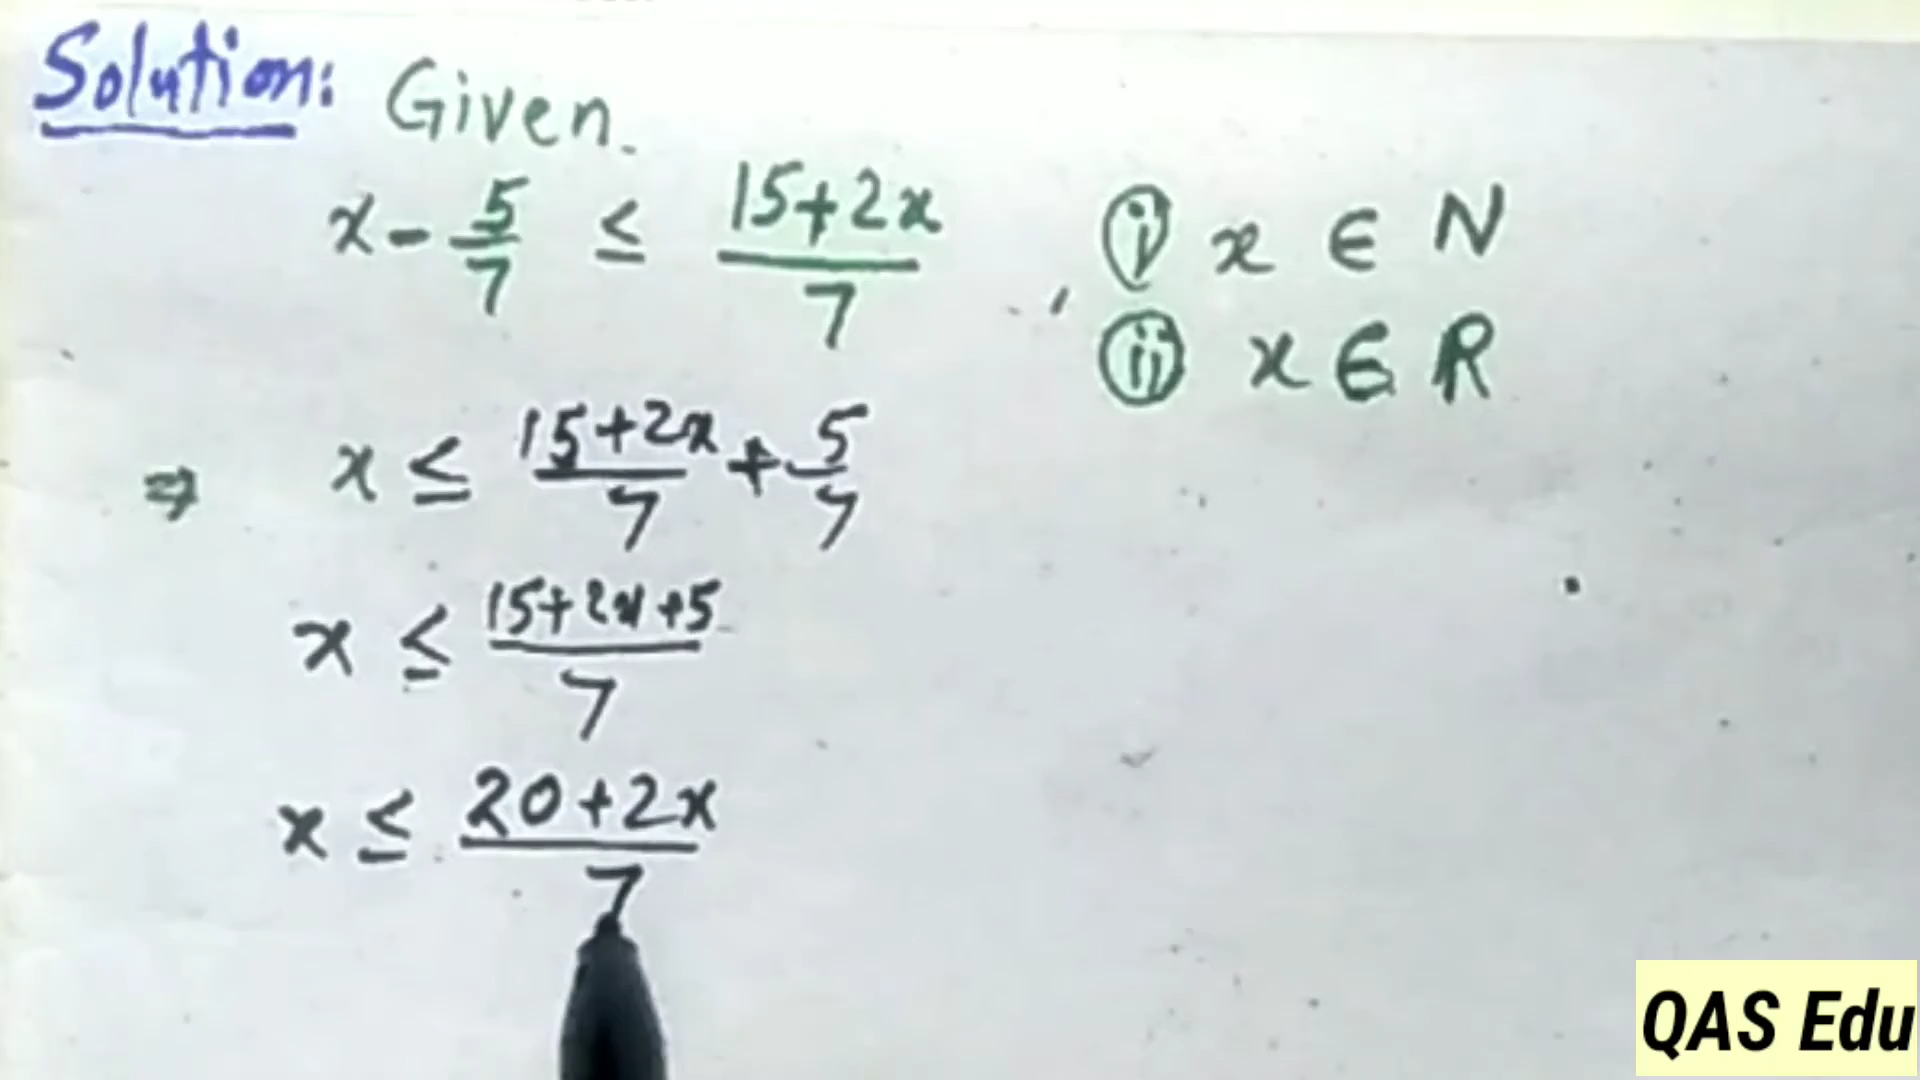 Solution: Given.
x - 5/7 ≤ (15+2x)/7 , (i) x ∈ N
(ii) x ∈ R
⇒ x ≤ (15+2x)/7 + 5/7
x ≤ (15+2x+5)/7
x ≤ (20+2x)/7
QAS Edu